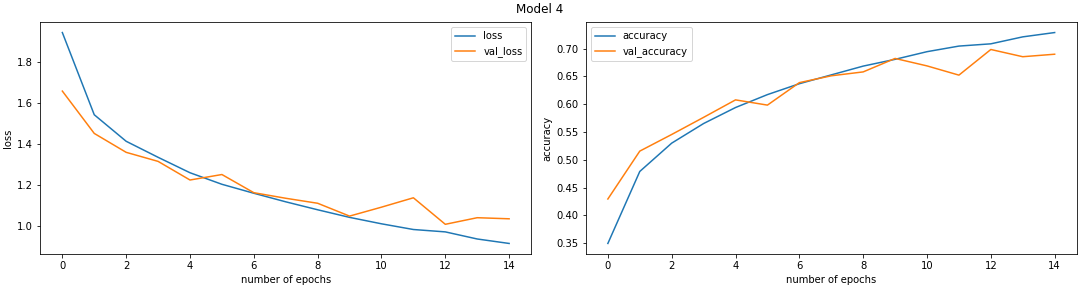 Model 4
loss
val_loss
1.8
1.6
1.4
1.2
1.0
loss
0 2 4 6 8 10 12 14
number of epochs
accuracy
val_accuracy
0.70
0.65
0.60
0.55
0.50
0.45
0.40
0.35
accuracy
0 2 4 6 8 10 12 14
number of epochs